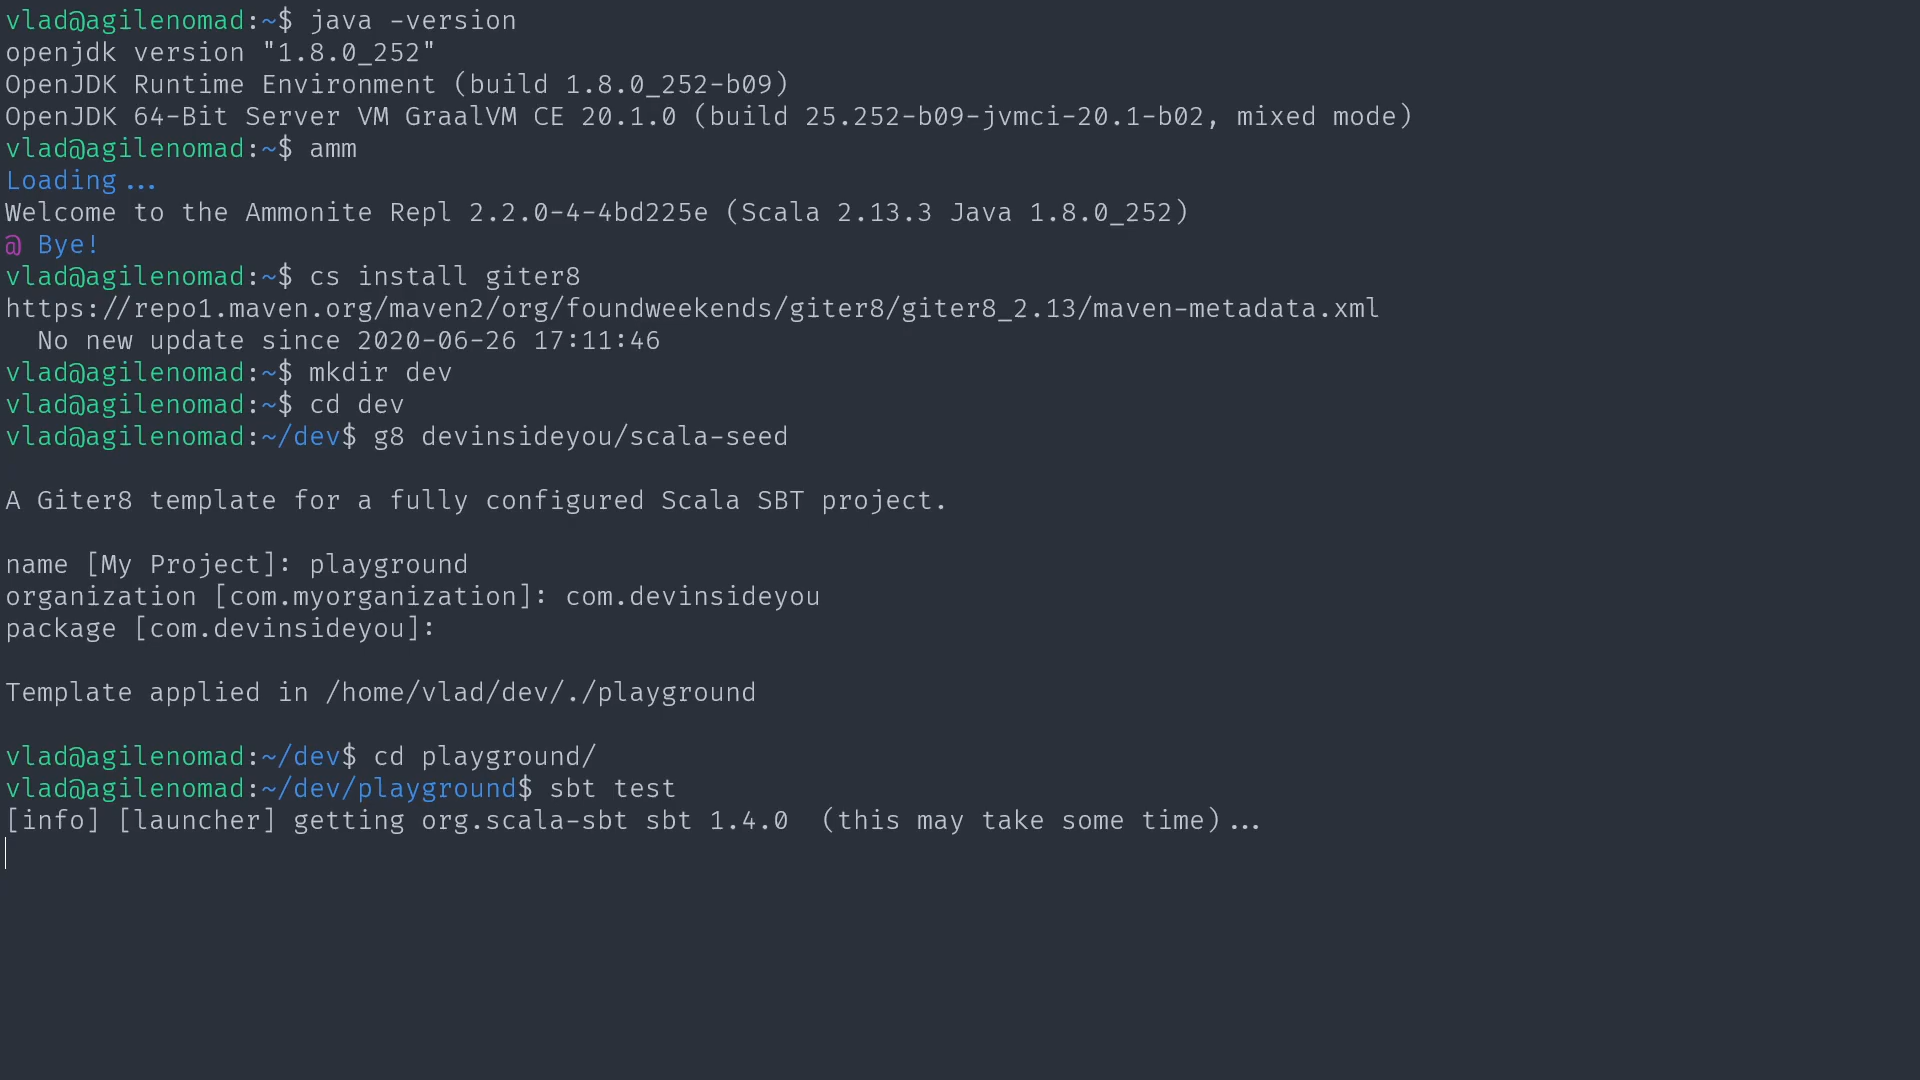 vlad@agilenomad:~$ java -version
openjdk version "1.8.0_252"
OpenJDK Runtime Environment (build 1.8.0_252-b09)
OpenJDK 64-Bit Server VM GraalVM CE 20.1.0 (build 25.252-b09-jvmci-20.1-b02, mixed mode)
vlad@agilenomad:~$ amm
Loading...
Welcome to the Ammonite Repl 2.2.0-4-4bd225e (Scala 2.13.3 Java 1.8.0_252)
@ Bye!
vlad@agilenomad:~$ cs install giter8
https://repo1.maven.org/maven2/org/foundweekends/giter8/giter8_2.13/maven-metadata.xml
  No new update since 2020-06-26 17:11:46
vlad@agilenomad:~$ mkdir dev
vlad@agilenomad:~$ cd dev
vlad@agilenomad:~/dev$ g8 devinsideyou/scala-seed
A Giter8 template for a fully configured Scala SBT project.
name [My Project]: playground
organization [com.myorganization]: com.devinsideyou
package [com.devinsideyou]:
Template applied in /home/vlad/dev/./playground
vlad@agilenomad:~/dev$ cd playground/
vlad@agilenomad:~/dev/playground$ sbt test
[info] [launcher] getting org.scala-sbt sbt 1.4.0  (this may take some time)...